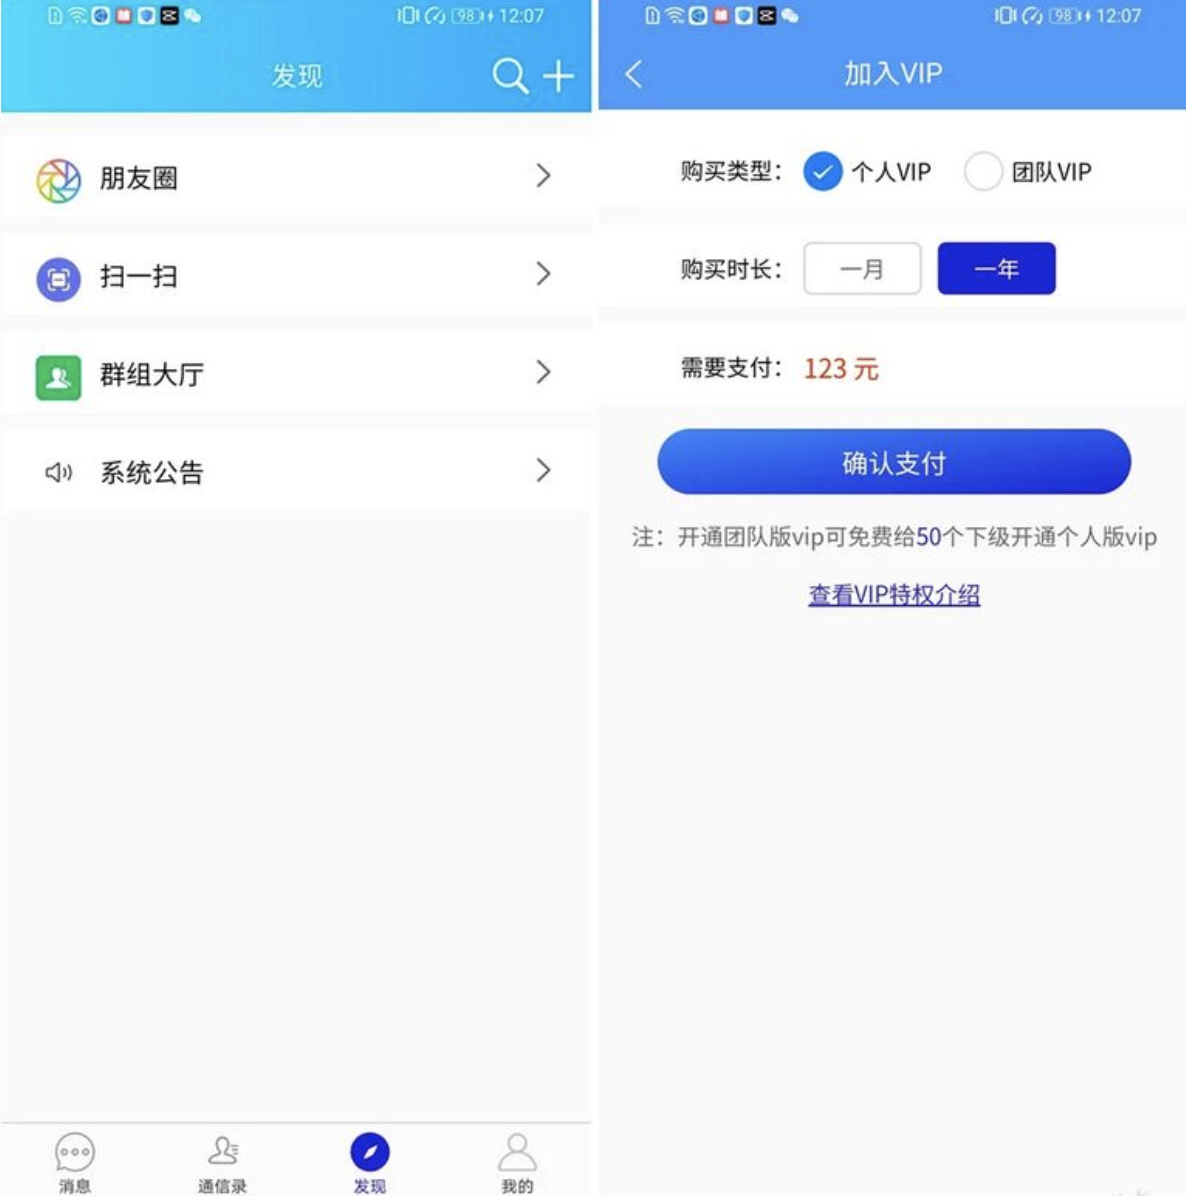 98 12:07
发现
朋友圈
扫一扫
群组大厅
系统公告
消息
通信录
发现
我的
98 12:07
加入VIP
购买类型： 个人VIP 团队VIP
购买时长： 一月 一年
需要支付： 123 元
确认支付
注：开通团队版vip可免费给50个下级开通个人版vip
查看VIP特权介绍